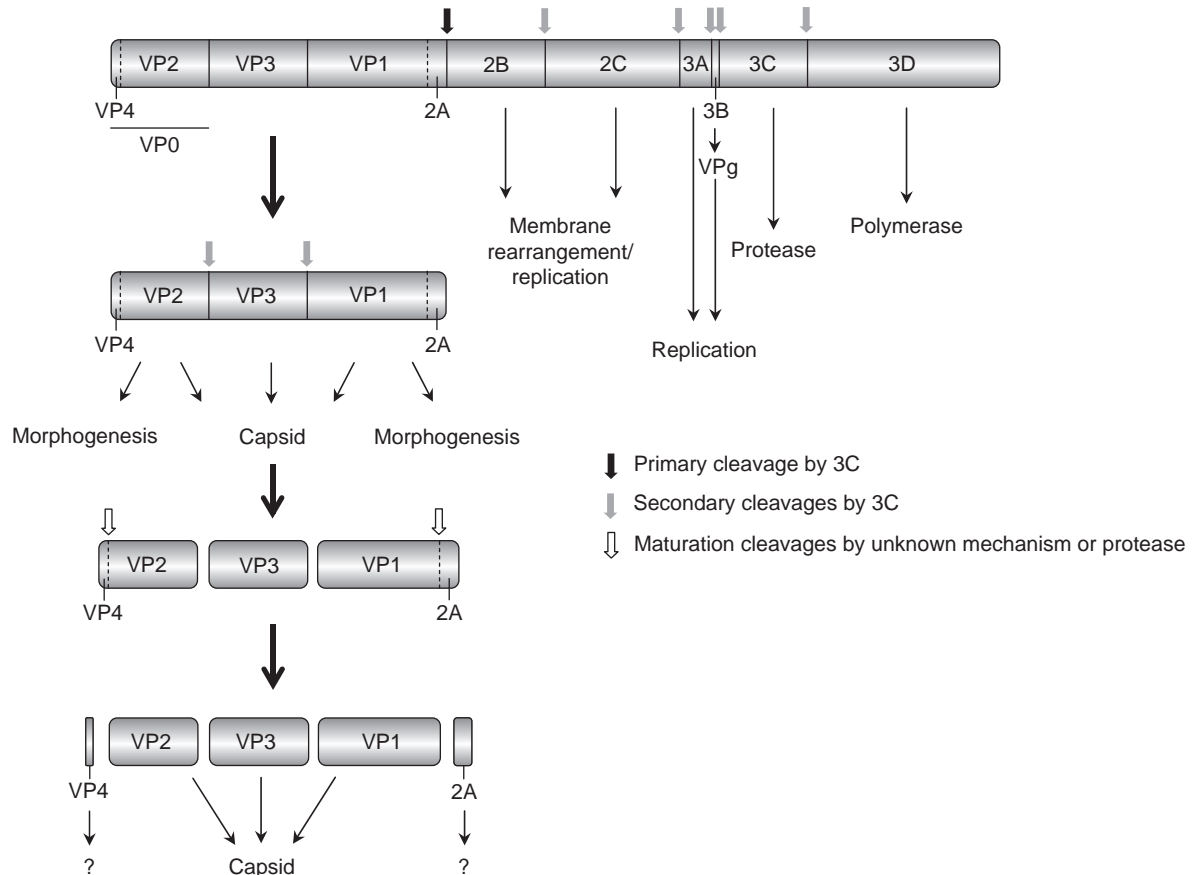 VP2 VP3 VP1 2B 2C 3A 3C 3D
VP4 2A 3B
VP0
VPg
Membrane
rearrangement/
replication
Protease
Polymerase
Replication
VP2 VP3 VP1
VP4 2A
Morphogenesis Capsid Morphogenesis
Primary cleavage by 3C
Secondary cleavages by 3C
Maturation cleavages by unknown mechanism or protease
VP2 VP3 VP1
VP4 2A
VP2 VP3 VP1
VP4 2A
? Capsid ?